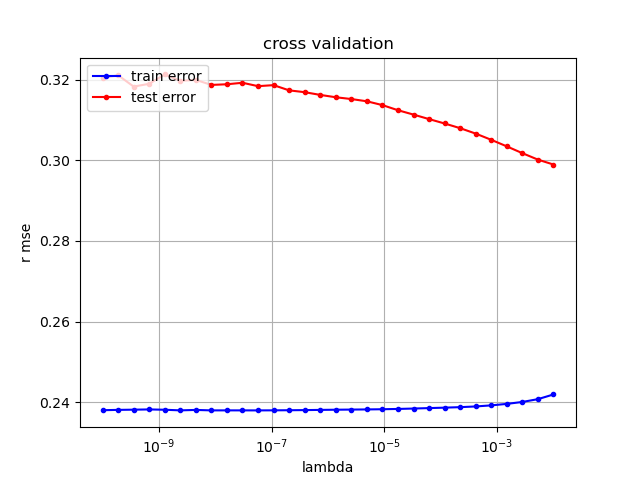 cross validation
train error
test error
r mse
0.32
0.30
0.28
0.26
0.24
10⁻⁹
10⁻⁷
10⁻⁵
10⁻³
lambda